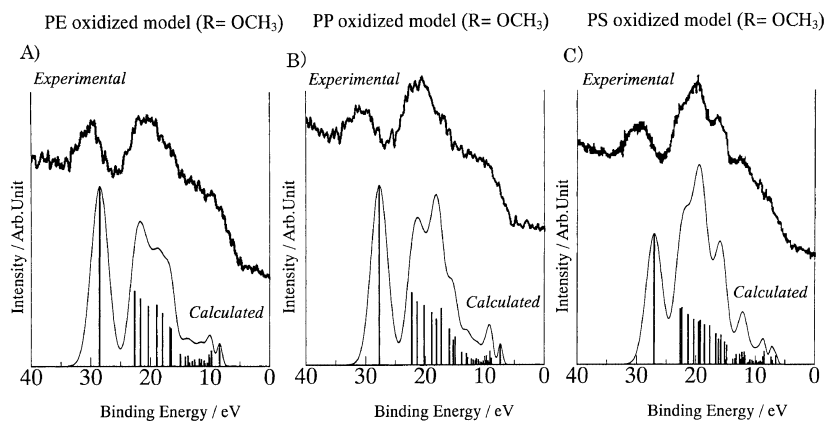 PE oxidized model (R= OCH3)
A)
Experimental
Intensity / Arb.Unit
Calculated
40 30 20 10 0
Binding Energy / eV
PP oxidized model (R= OCH3)
B)
Experimental
Intensity / Arb.Unit
Calculated
40 30 20 10 0
Binding Energy / eV
PS oxidized model (R= OCH3)
C)
Experimental
Intensity / Arb.Unit
Calculated
40 30 20 10 0
Binding Energy / eV